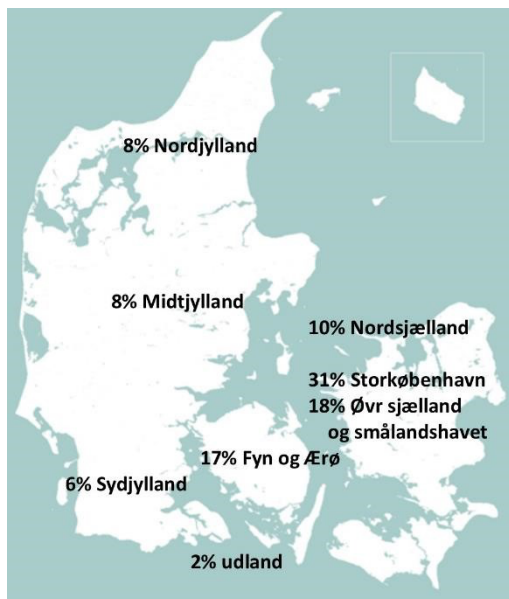 8% Nordjylland
8% Midtjylland
10% Nordsjælland
31% Storkøbenhavn
18% Øvr sjælland
og smålandshavet
17% Fyn og Ærø
6% Sydjylland
2% udland